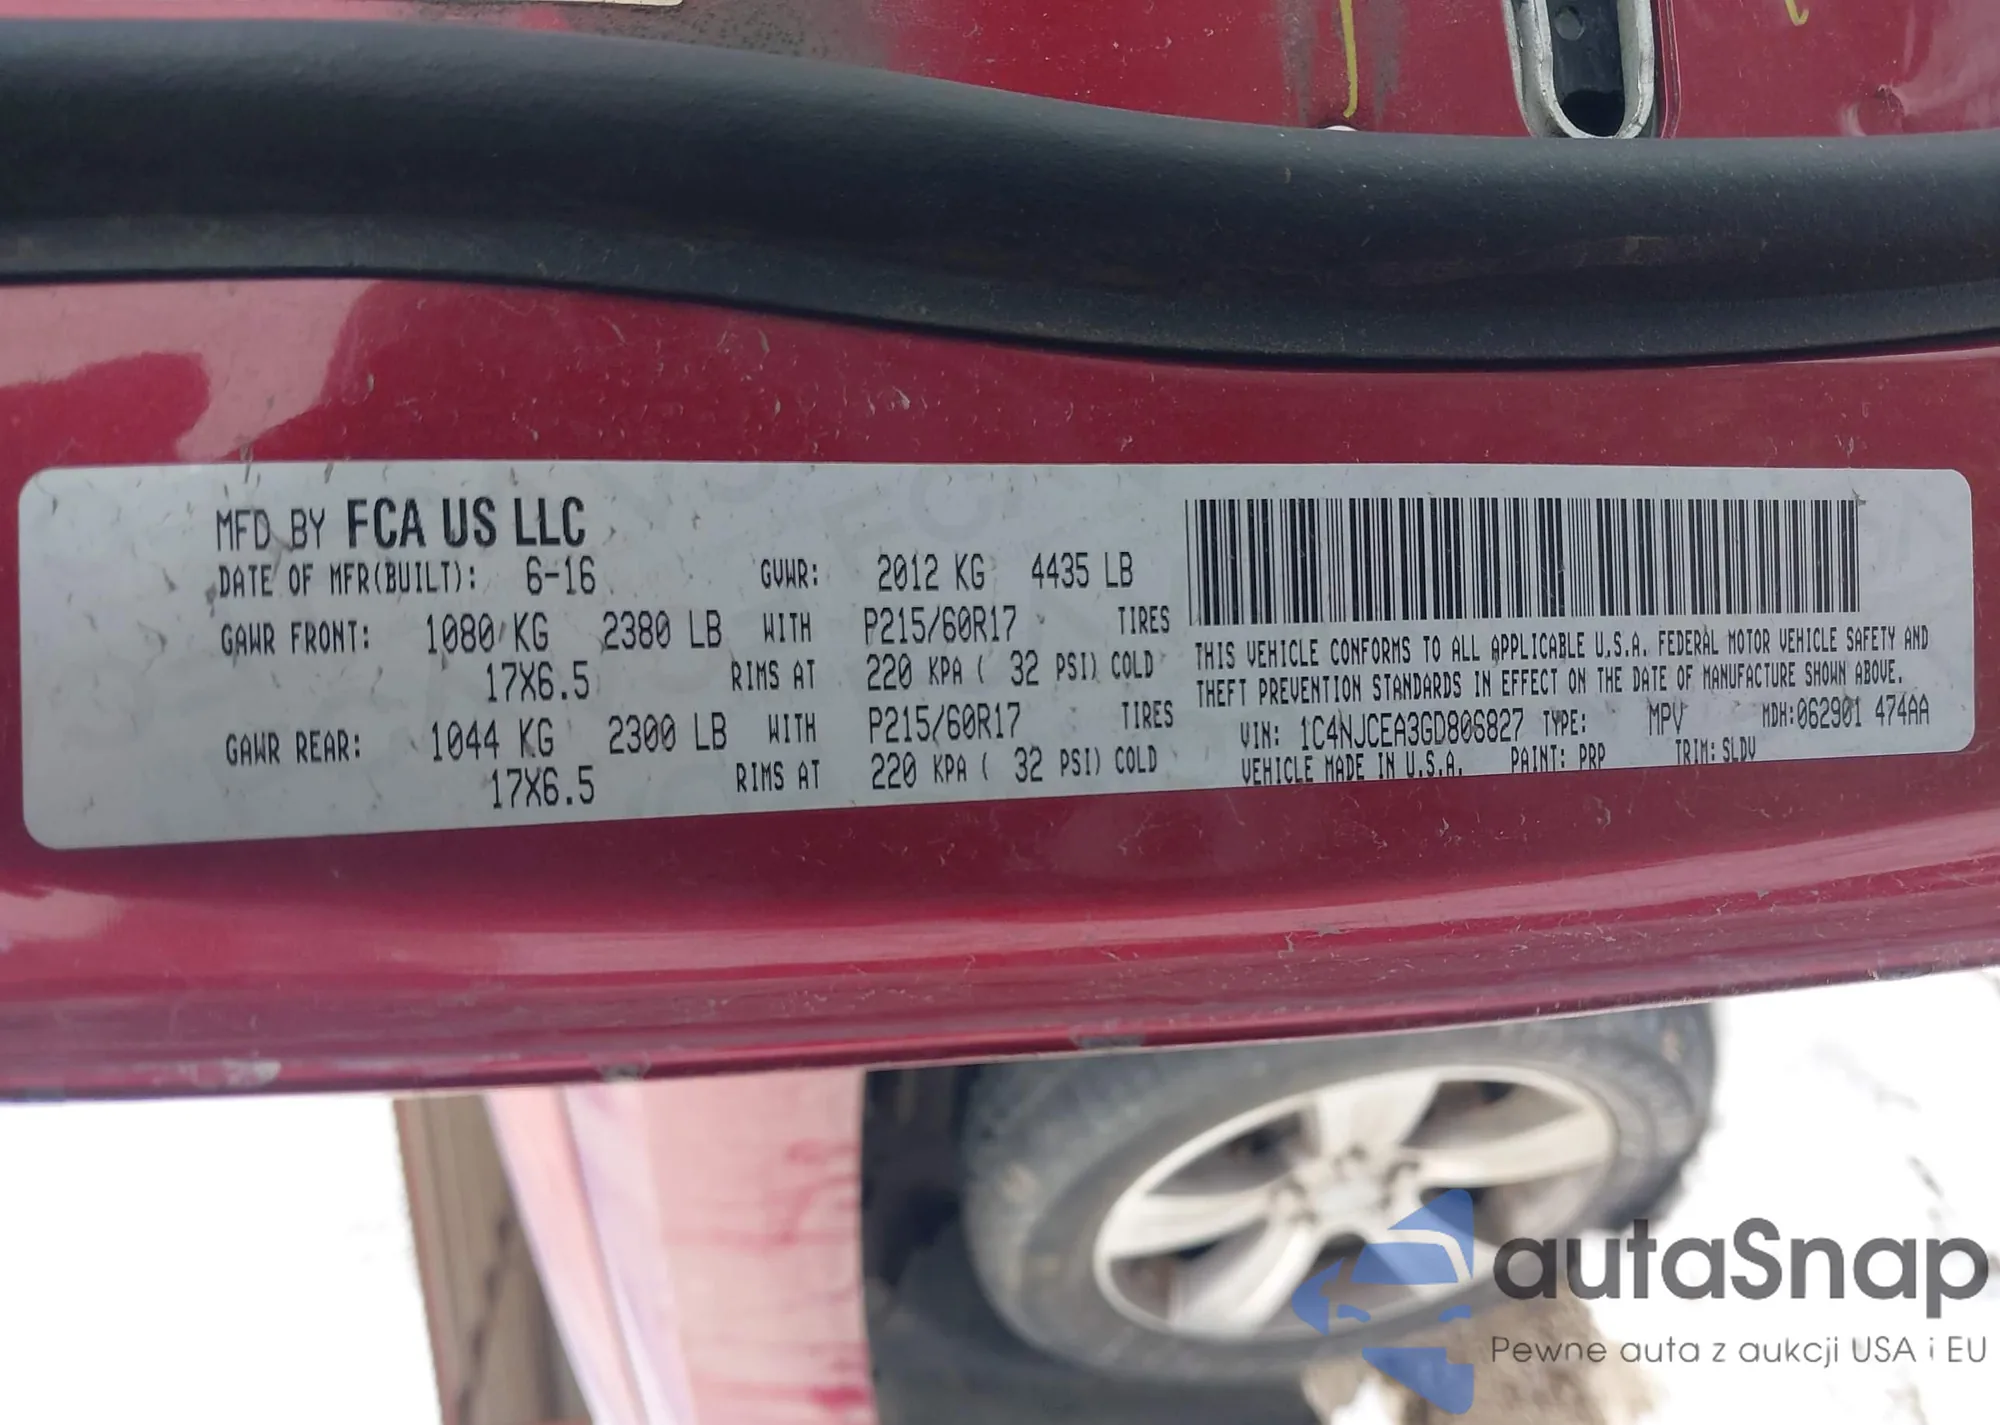 MFD BY FCA US LLC
DATE OF MFR(BUILT): 6-16 GVWR: 2012 KG 4435 LB
GAWR FRONT: 1080 KG 2380 LB WITH P215/60R17 TIRES
17X6.5 RIMS AT 220 KPA ( 32 PSI) COLD
GAWR REAR: 1044 KG 2300 LB WITH P215/60R17 TIRES
17X6.5 RIMS AT 220 KPA ( 32 PSI) COLD
THIS VEHICLE CONFORMS TO ALL APPLICABLE U.S.A. FEDERAL MOTOR VEHICLE SAFETY AND
THEFT PREVENTION STANDARDS IN EFFECT ON THE DATE OF MANUFACTURE SHOWN ABOVE.
VIN: 1C4NJCEA3GD806827 TYPE: MPV MDH:062901 474AA
VEHICLE MADE IN U.S.A. PAINT: PRP TRIM: SLDV
autaSnap
Pewne auta z aukcji USA i EU